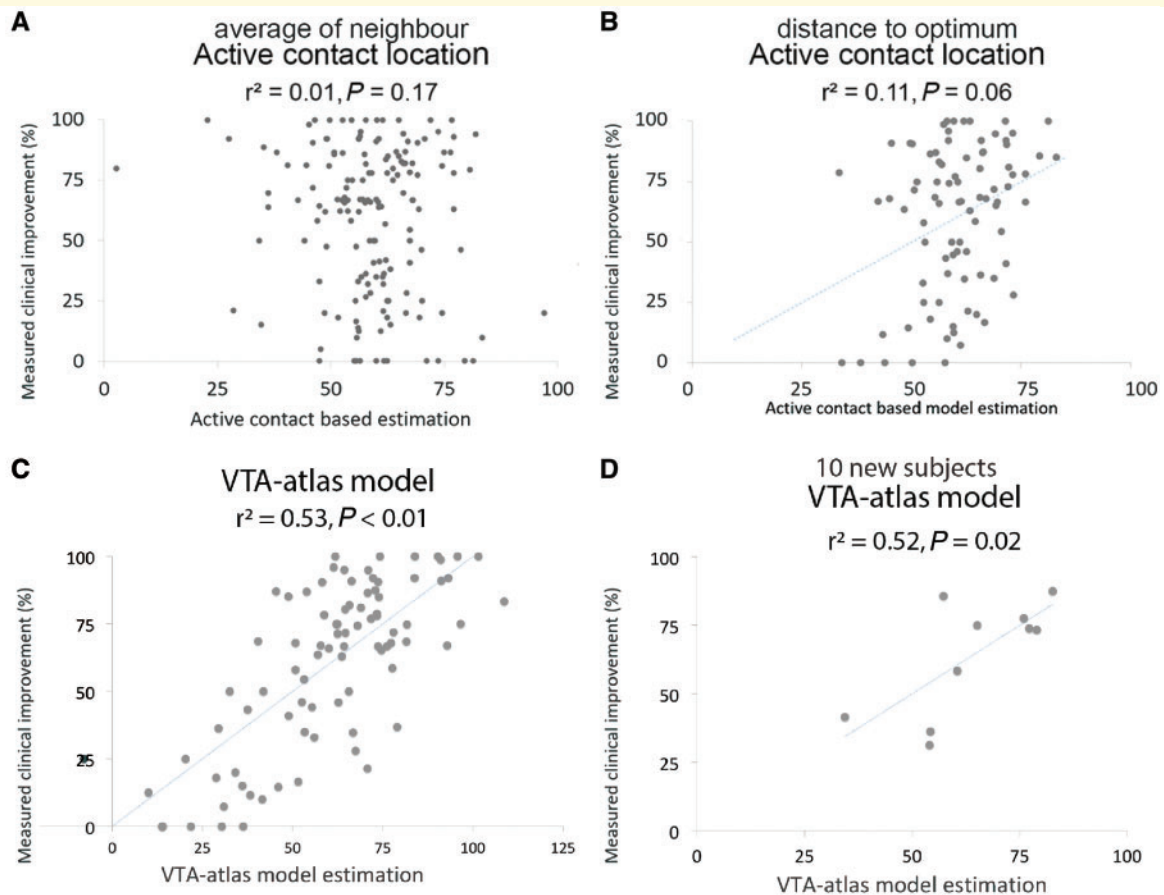 A
average of neighbour
Active contact location
r² = 0.01, P = 0.17
Measured clinical improvement (%)
100
75
50
25
0
0 25 50 75 100
Active contact based estimation
B
distance to optimum
Active contact location
r² = 0.11, P = 0.06
Measured clinical improvement (%)
100
75
50
25
0
0 25 50 75 100
Active contact based model estimation
C
VTA-atlas model
r² = 0.53, P < 0.01
Measured clinical improvement (%)
100
75
50
25
0
0 25 50 75 100 125
VTA-atlas model estimation
D
10 new subjects
VTA-atlas model
r² = 0.52, P = 0.02
Measured clinical improvement (%)
100
75
50
25
0
0 25 50 75 100
VTA-atlas model estimation